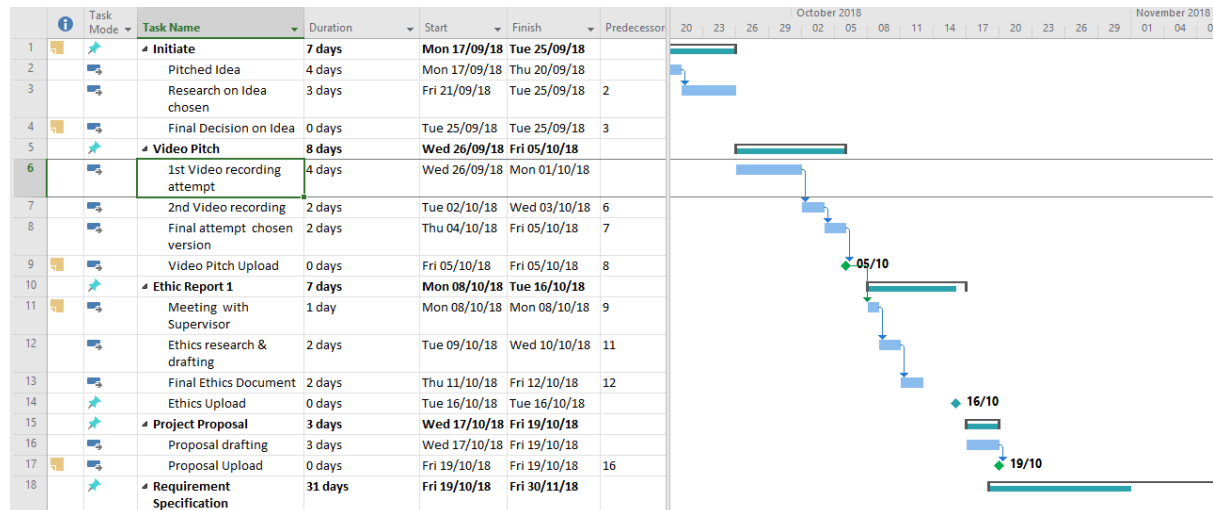 October 2018 November 2018
Task Mode Task Name Duration Start Finish Predecessor 20 23 26 29 02 05 08 11 14 17 20 23 26 29 01 04 0
1 Initiate 7 days Mon 17/09/18 Tue 25/09/18
2 Pitched Idea 4 days Mon 17/09/18 Thu 20/09/18
3 Research on Idea 3 days Fri 21/09/18 Tue 25/09/18 2
chosen
4 Final Decision on Idea 0 days Tue 25/09/18 Tue 25/09/18 3
5 Video Pitch 8 days Wed 26/09/18 Fri 05/10/18
6 1st Video recording 4 days Wed 26/09/18 Mon 01/10/18
attempt
7 2nd Video recording 2 days Tue 02/10/18 Wed 03/10/18 6
8 Final attempt chosen 2 days Thu 04/10/18 Fri 05/10/18 7
version
9 Video Pitch Upload 0 days Fri 05/10/18 Fri 05/10/18 8 05/10
10 Ethic Report 1 7 days Mon 08/10/18 Tue 16/10/18
11 Meeting with 1 day Mon 08/10/18 Mon 08/10/18 9
Supervisor
12 Ethics research & 2 days Tue 09/10/18 Wed 10/10/18 11
drafting
13 Final Ethics Document 2 days Thu 11/10/18 Fri 12/10/18 12
14 Ethics Upload 0 days Tue 16/10/18 Tue 16/10/18 16/10
15 Project Proposal 3 days Wed 17/10/18 Fri 19/10/18
16 Proposal drafting 3 days Wed 17/10/18 Fri 19/10/18
17 Proposal Upload 0 days Fri 19/10/18 Fri 19/10/18 16 19/10
18 Requirement 31 days Fri 19/10/18 Fri 30/11/18
Specification